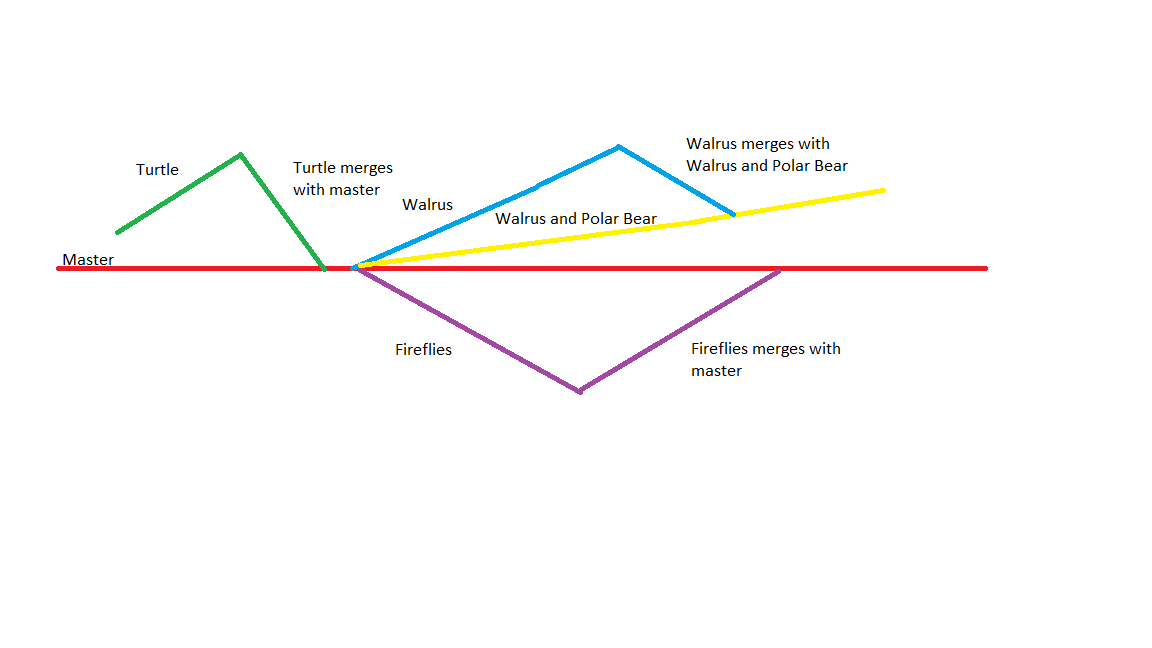 Turtle
Turtle merges
with master
Walrus
Walrus and Polar Bear
Walrus merges with
Walrus and Polar Bear
Master
Fireflies
Fireflies merges with
master